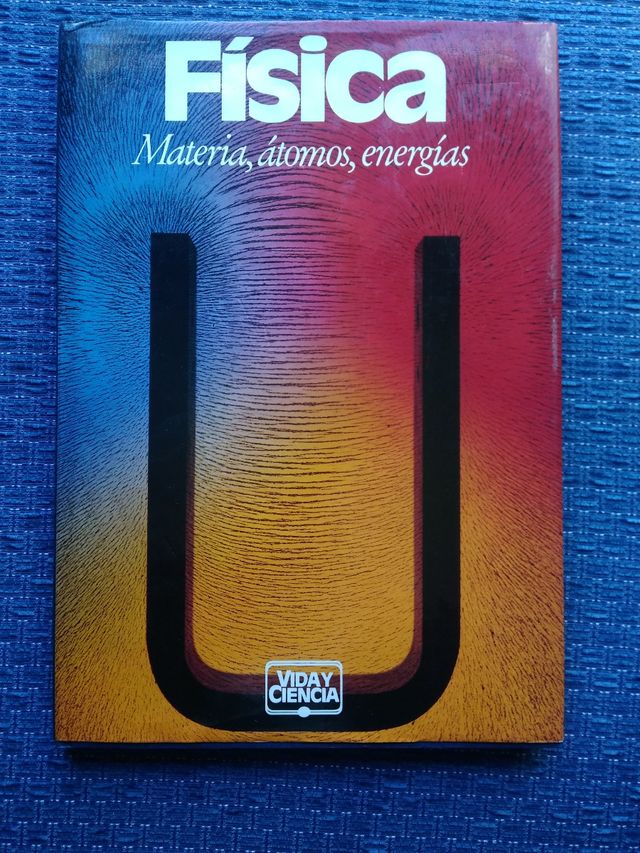 Física
Materia, átomos, energías
VIDA Y
CIENCIA